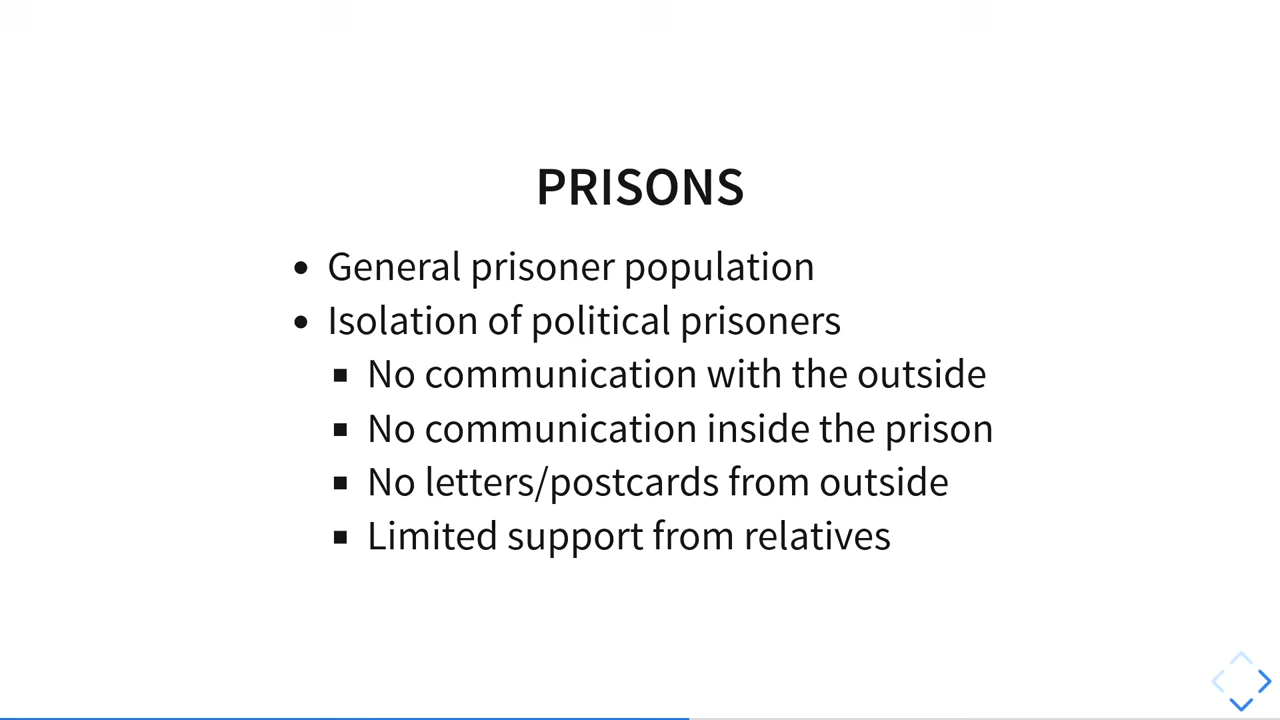 PRISONS
• General prisoner population
• Isolation of political prisoners
▪ No communication with the outside
▪ No communication inside the prison
▪ No letters/postcards from outside
▪ Limited support from relatives